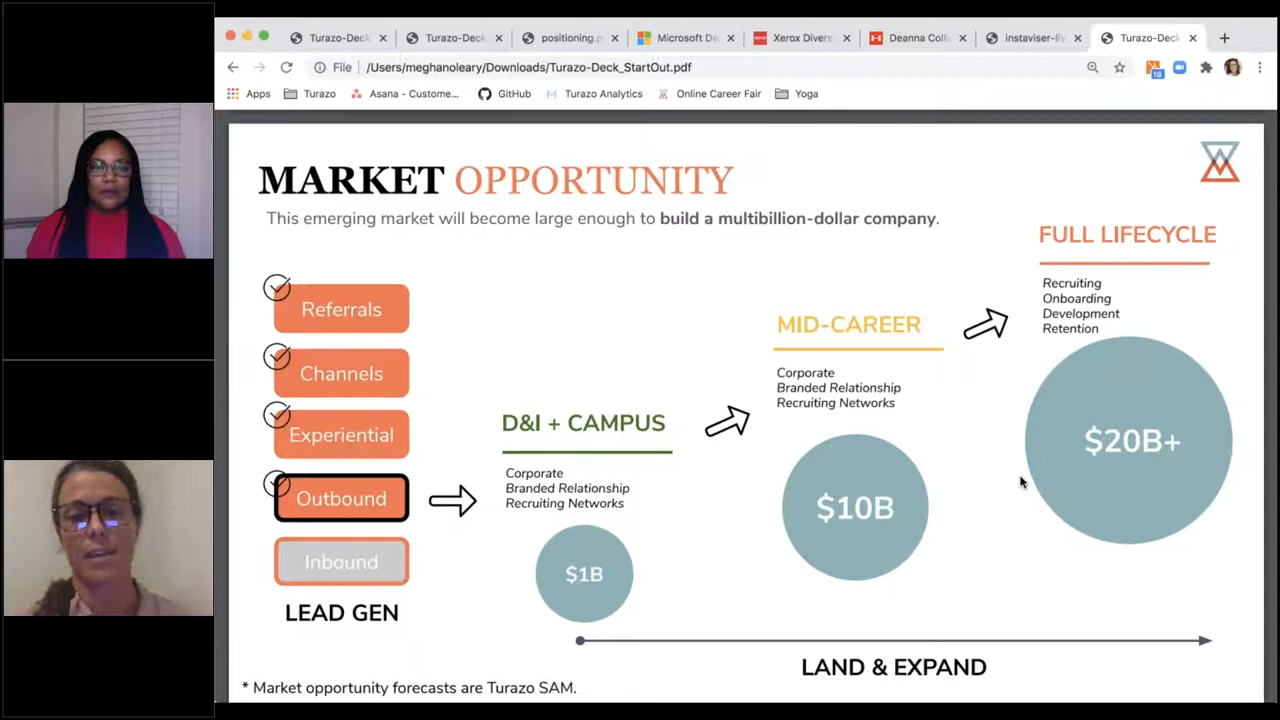 Turazo-Deck
Turazo-Deck
positioning.p
Microsoft De
Xerox Divers
Deanna Colli
instaviser-liv
Turazo-Deck
File /Users/meghanoleary/Downloads/Turazo-Deck_StartOut.pdf
19
Apps Turazo Asana - Custome... GitHub Turazo Analytics Online Career Fair Yoga
MARKET OPPORTUNITY
This emerging market will become large enough to build a multibillion-dollar company.
Referrals
Channels
Experiential
Outbound
Inbound
LEAD GEN
D&I + CAMPUS
Corporate
Branded Relationship
Recruiting Networks
$1B
MID-CAREER
Corporate
Branded Relationship
Recruiting Networks
$10B
FULL LIFECYCLE
Recruiting
Onboarding
Development
Retention
$20B+
LAND & EXPAND
* Market opportunity forecasts are Turazo SAM.